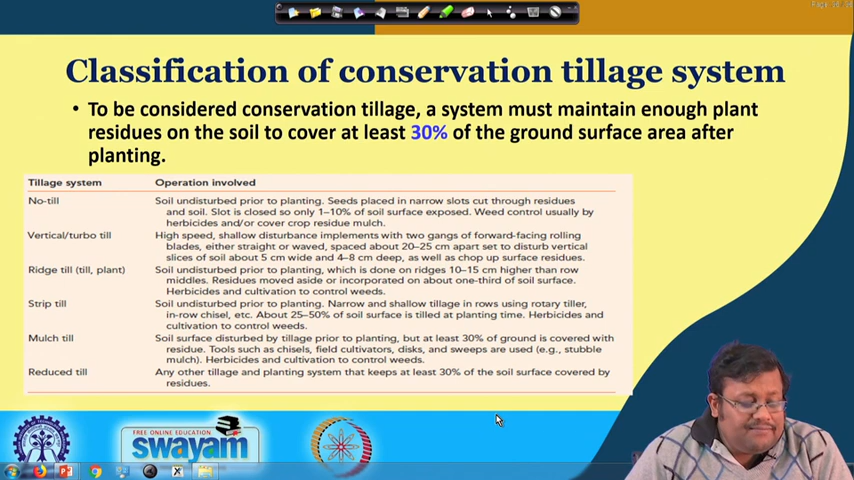 Classification of conservation tillage system
• To be considered conservation tillage, a system must maintain enough plant
residues on the soil to cover at least 30% of the ground surface area after
planting.
Tillage system Operation involved
No-till Soil undisturbed prior to planting. Seeds placed in narrow slots cut through residues
and soil. Slot is closed so only 1–10% of soil surface exposed. Weed control usually by
herbicides and/or cover crop residue mulch.
Vertical/turbo till High speed, shallow disturbance implements with two gangs of forward-facing rolling
blades, either straight or waved, spaced about 20–25 cm apart set to disturb vertical
slices of soil about 5 cm wide and 4–8 cm deep, as well as chop up surface residues.
Ridge till (till, plant) Soil undisturbed prior to planting, which is done on ridges 10–15 cm higher than row
middles. Residues moved aside or incorporated on about one-third of soil surface.
Herbicides and cultivation to control weeds.
Strip till Soil undisturbed prior to planting. Narrow and shallow tillage in rows using rotary tiller,
in-row chisel, etc. About 25–50% of soil surface is tilled at planting time. Herbicides and
cultivation to control weeds.
Mulch till Soil surface disturbed by tillage prior to planting, but at least 30% of ground is covered with
residue. Tools such as chisels, field cultivators, disks, and sweeps are used (e.g., stubble
mulch). Herbicides and cultivation to control weeds.
Reduced till Any other tillage and planting system that keeps at least 30% of the soil surface covered by
residues.
FREE ONLINE EDUCATION
swayam